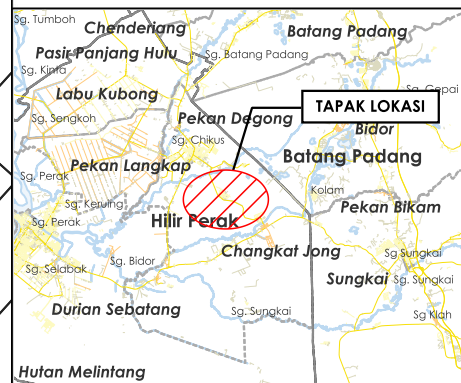 Sg. Tumboh
Chenderiang
Batang Padang
Pasir Panjang Hulu
Sg. Batang Padang
Sg. Kinta
Labu Kubong
Sg. Gepai
TAPAK LOKASI
Sg. Sengkoh
Pekan Degong
Bidor
Sg. Chikus
Batang Padang
Pekan Langkap
Sg. Perak
Kolam
Sg. Kerung
Pekan Bikam
Sg. Perak
Hilir Perak
Changkat Jong
Sg Sungkai
Sg. Bidor
Sg. Selabak
Sungkai
Sg. Sungkai
Durian Sebatang
Sg. Sungkai
Sg Klah
Hutan Melintang